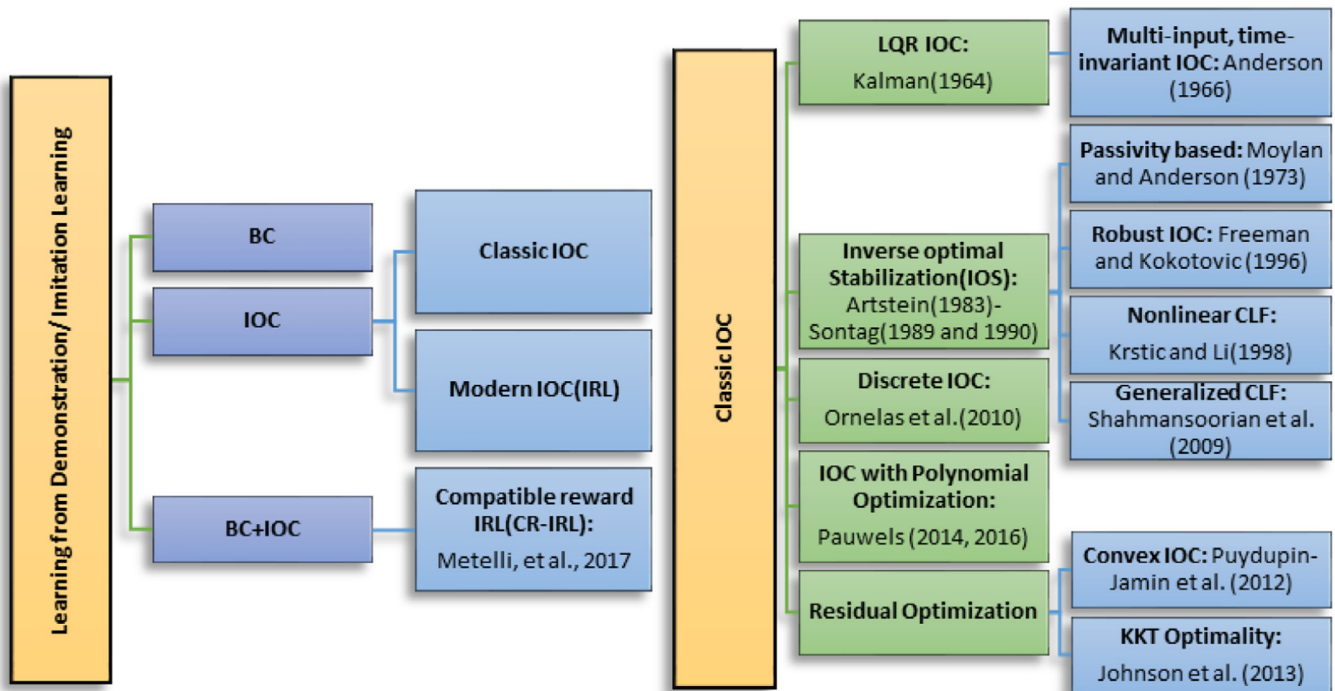 Learning from Demonstration/ Imitation Learning
BC
IOC
BC+IOC
Classic IOC
Modern IOC(IRL)
Compatible reward
IRL(CR-IRL):
Metelli, et al., 2017
Classic IOC
LQR IOC:
Kalman(1964)
Inverse optimal
Stabilization(IOS):
Artstein(1983)-
Sontag(1989 and 1990)
Discrete IOC:
Ornelas et al.(2010)
IOC with Polynomial
Optimization:
Pauwels (2014, 2016)
Residual Optimization
Multi-input, time-
invariant IOC: Anderson
(1966)
Passivity based: Moylan
and Anderson (1973)
Robust IOC: Freeman
and Kokotovic (1996)
Nonlinear CLF:
Krstic and Li(1998)
Generalized CLF:
Shahmansoorian et al.
(2009)
Convex IOC: Puydupin-
Jamin et al. (2012)
KKT Optimality:
Johnson et al. (2013)